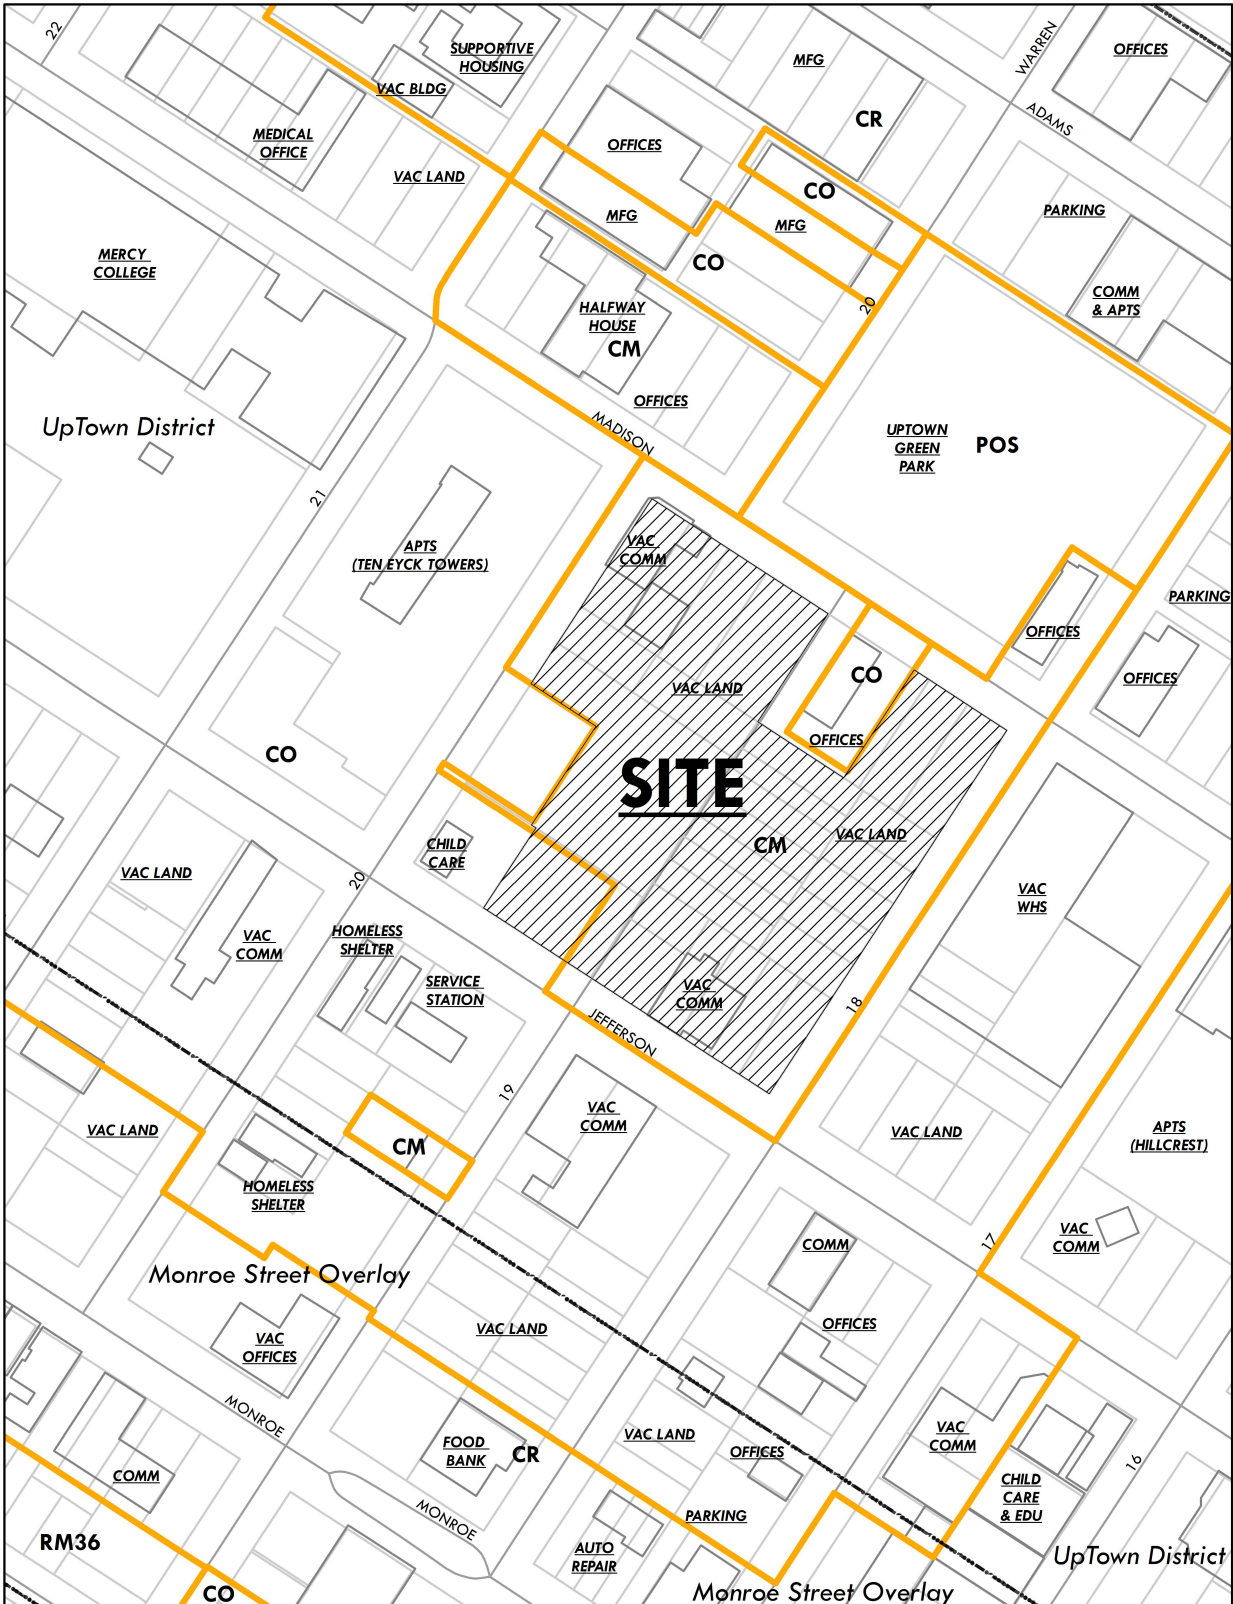 22
SUPPORTIVE
HOUSING
MFG
WARREN
OFFICES
VAC BLDG
CR
ADAMS
MEDICAL
OFFICE
OFFICES
VAC LAND
CO
MFG
MFG
PARKING
MERCY
COLLEGE
CO
COMM
& APTS
20
HALFWAY
HOUSE
CM
OFFICES
MADISON
UpTown District
UPTOWN
GREEN
PARK
POS
21
VAC
COMM
APTS
(TEN EYCK TOWERS)
PARKING
OFFICES
CO
VAC LAND
OFFICES
OFFICES
CO
SITE
CM
VAC LAND
CHILD
CARE
VAC LAND
20
VAC
WHS
HOMELESS
SHELTER
VAC
COMM
SERVICE
STATION
VAC
COMM
18
JEFFERSON
19
VAC
COMM
VAC LAND
CM
VAC LAND
APTS
(HILLCREST)
HOMELESS
SHELTER
VAC
COMM
17
COMM
Monroe Street Overlay
OFFICES
VAC LAND
VAC
OFFICES
MONROE
VAC LAND
VAC
COMM
FOOD
BANK
CR
OFFICES
16
COMM
CHILD
CARE
& EDU
MONROE
PARKING
RM36
AUTO
REPAIR
UpTown District
CO
Monroe Street Overlay